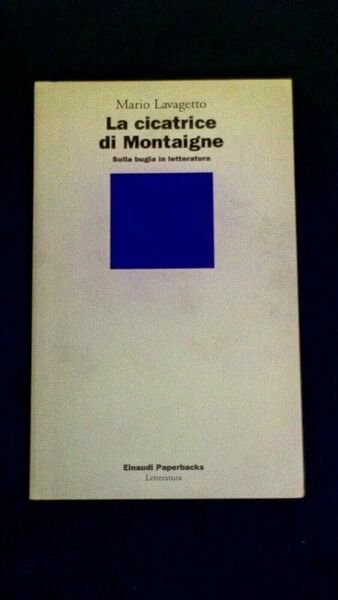 Mario Lavagetto
La cicatrice
di Montaigne
Sulla bugia in letteratura
Einaudi Paperbacks
Letteratura